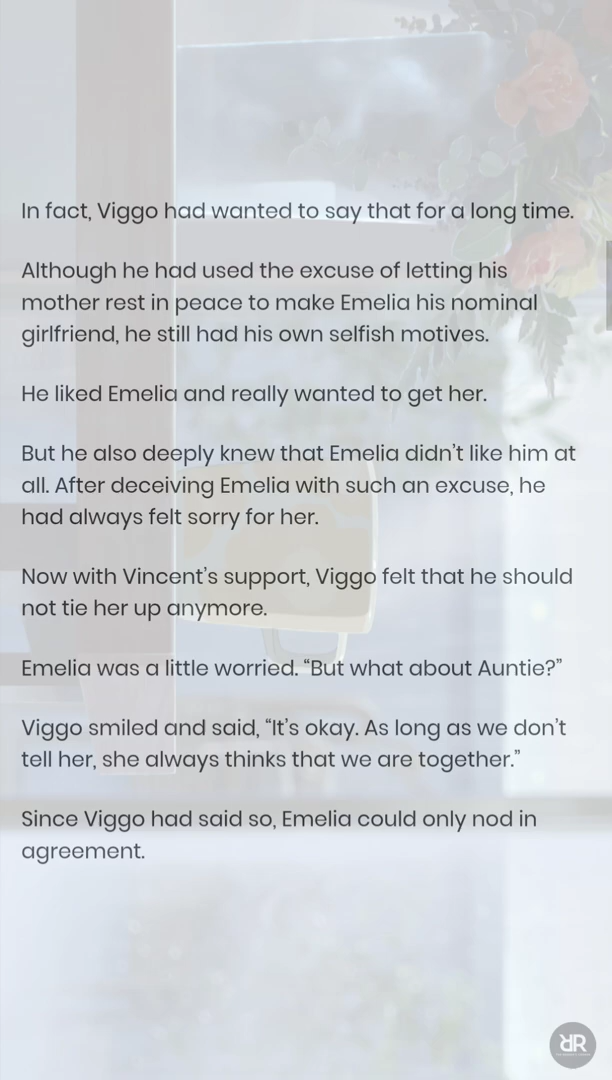 In fact, Viggo had wanted to say that for a long time.
Although he had used the excuse of letting his
mother rest in peace to make Emelia his nominal
girlfriend, he still had his own selfish motives.
He liked Emelia and really wanted to get her.
But he also deeply knew that Emelia didn’t like him at
all. After deceiving Emelia with such an excuse, he
had always felt sorry for her.
Now with Vincent’s support, Viggo felt that he should
not tie her up anymore.
Emelia was a little worried. “But what about Auntie?”
Viggo smiled and said, “It’s okay. As long as we don’t
tell her, she always thinks that we are together.”
Since Viggo had said so, Emelia could only nod in
agreement.
RR